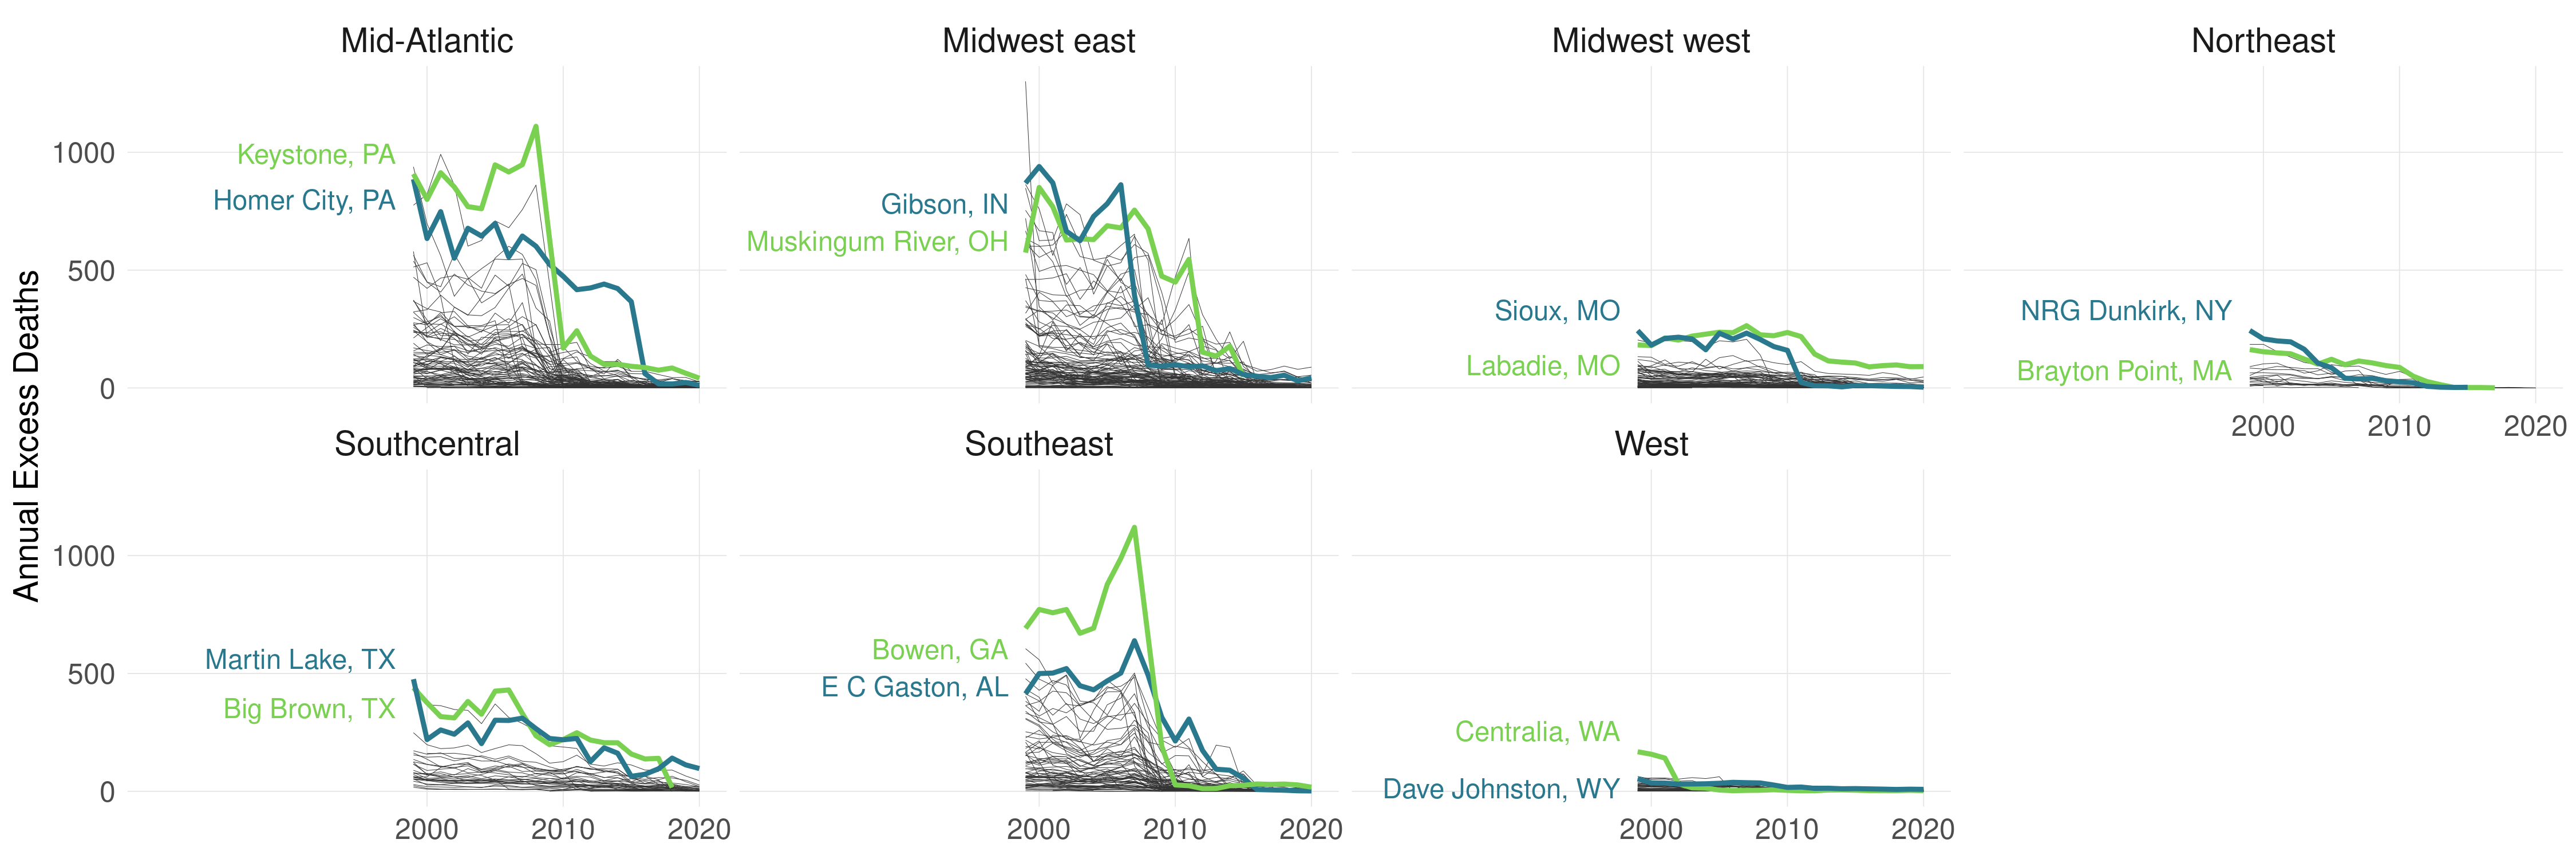 Mid-Atlantic
Midwest east
Midwest west
Northeast
Annual Excess Deaths
1000
500
0
Keystone, PA
Homer City, PA
Gibson, IN
Muskingum River, OH
Sioux, MO
Labadie, MO
NRG Dunkirk, NY
Brayton Point, MA
2000 2010 2020
Southcentral
Southeast
West
1000
500
0
Martin Lake, TX
Big Brown, TX
Bowen, GA
E C Gaston, AL
Centralia, WA
Dave Johnston, WY
2000 2010 2020
2000 2010 2020
2000 2010 2020